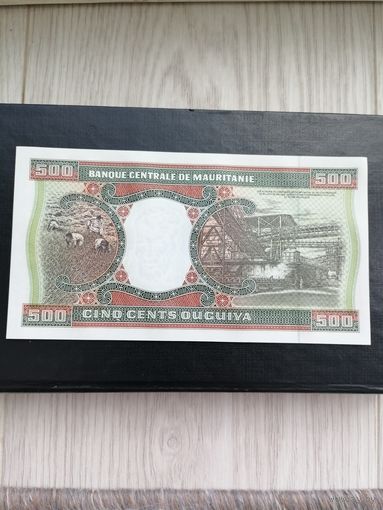 500 BANQUE CENTRALE DE MAURITANIE 500
500 CINQ CENTS OUGUIYA 500